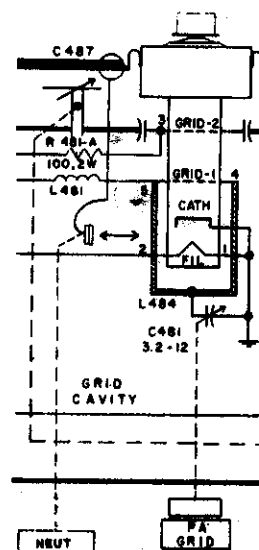 C 487
3
GRID-2
R 481-A
100, 2W
GRID-1
4
L481
5
CATH
2
FIL
1
L484
C481
3.2-12
GRID
CAVITY
PA
GRID
NEUT